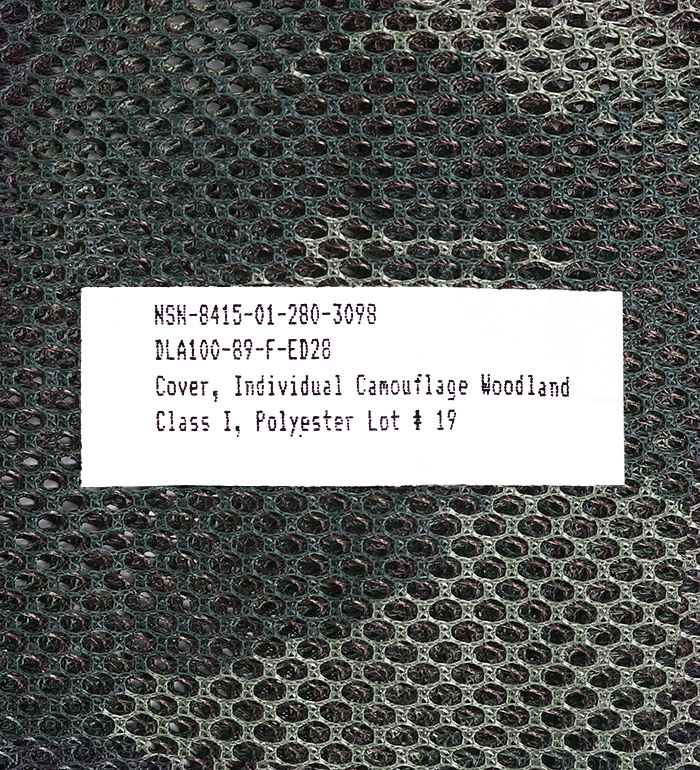 NSN-8415-01-280-3098
DLA100-89-F-ED28
Cover, Individual Camouflage Woodland
Class I, Polyester Lot # 19